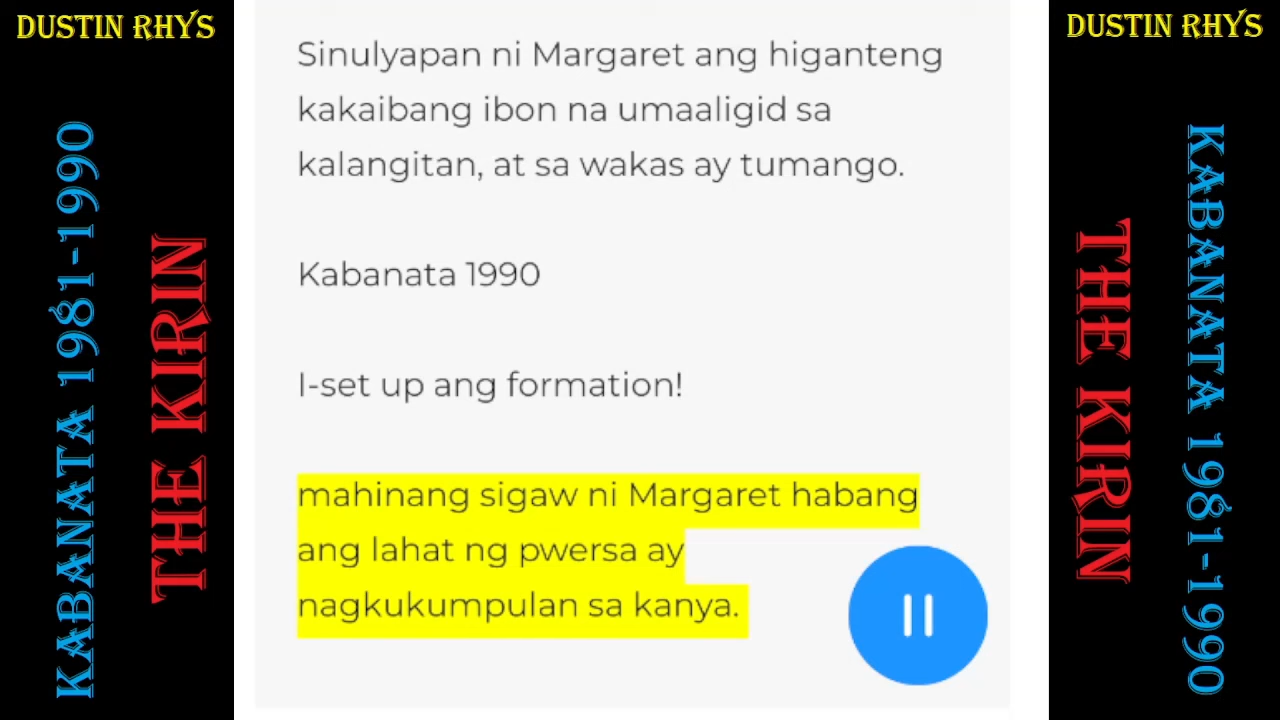 DUSTIN RHYS
KABANATA 1981-1990
THE KIRIN
Sinulyapan ni Margaret ang higanteng
kakaibang ibon na umaaligid sa
kalangitan, at sa wakas ay tumango.
Kabanata 1990
I-set up ang formation!
mahinang sigaw ni Margaret habang
ang lahat ng pwersa ay
nagkukumpulan sa kanya.
DUSTIN RHYS
THE KIRIN
KABANATA 1981-1990